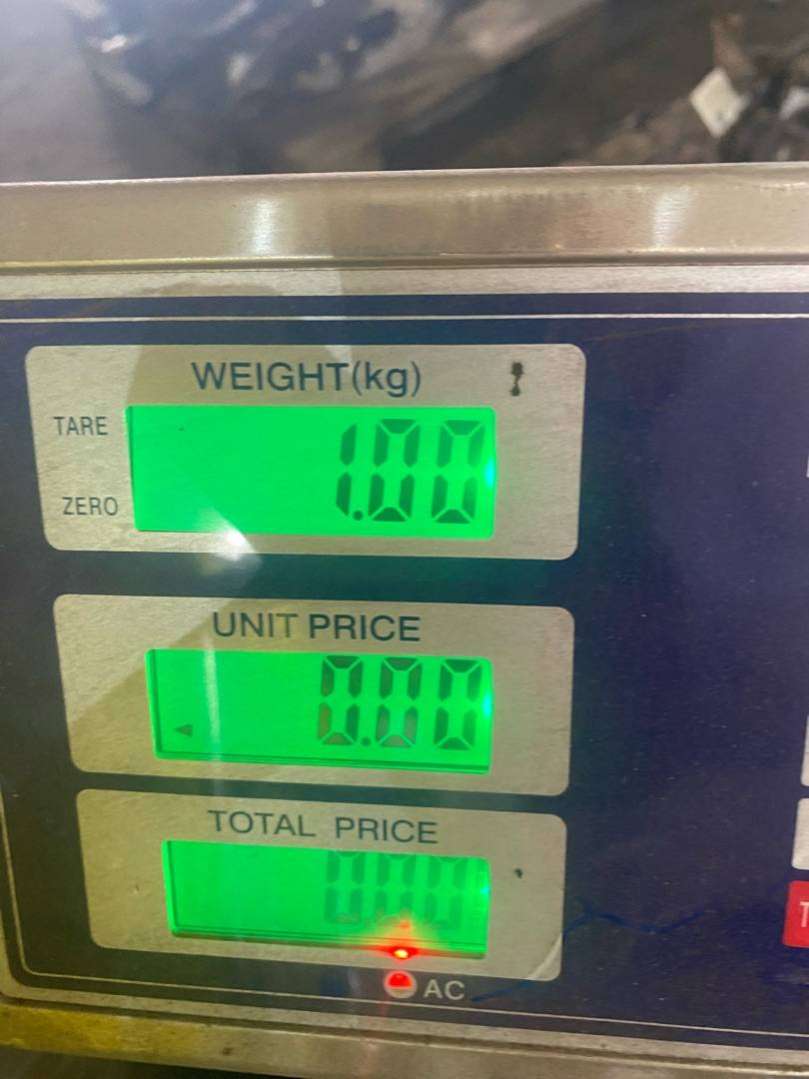 WEIGHT(kg)
TARE
1.00
ZERO
UNIT PRICE
0.00
TOTAL PRICE
0.00
AC